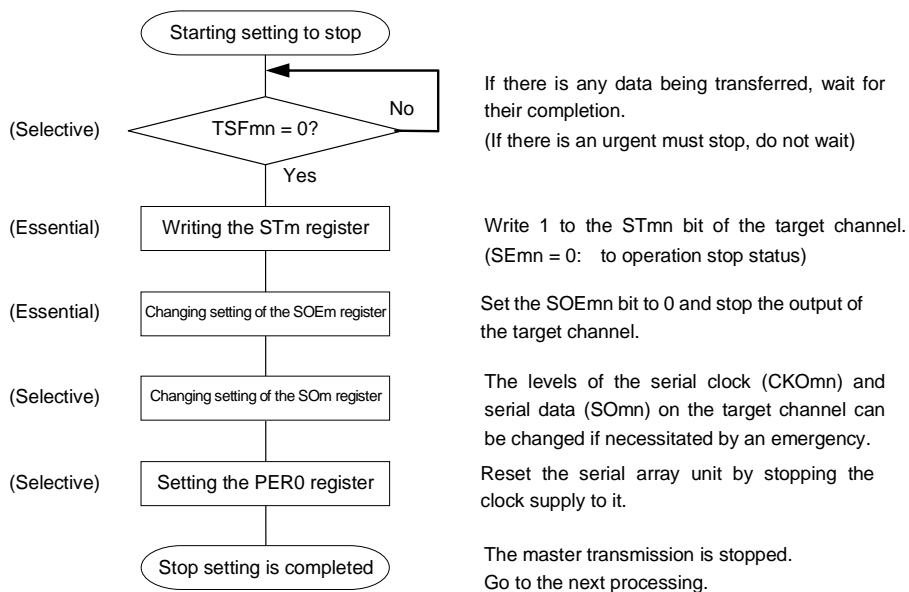 Starting setting to stop
No
If there is any data being transferred, wait for
their completion.
(If there is an urgent must stop, do not wait)
(Selective)
TSFmn = 0?
Yes
(Essential)
Writing the STm register
Write 1 to the STmn bit of the target channel.
(SEmn = 0: to operation stop status)
(Essential)
Changing setting of the SOEm register
Set the SOEmn bit to 0 and stop the output of
the target channel.
(Selective)
Changing setting of the SOm register
The levels of the serial clock (CKOmn) and
serial data (SOmn) on the target channel can
be changed if necessitated by an emergency.
(Selective)
Setting the PER0 register
Reset the serial array unit by stopping the
clock supply to it.
Stop setting is completed
The master transmission is stopped.
Go to the next processing.